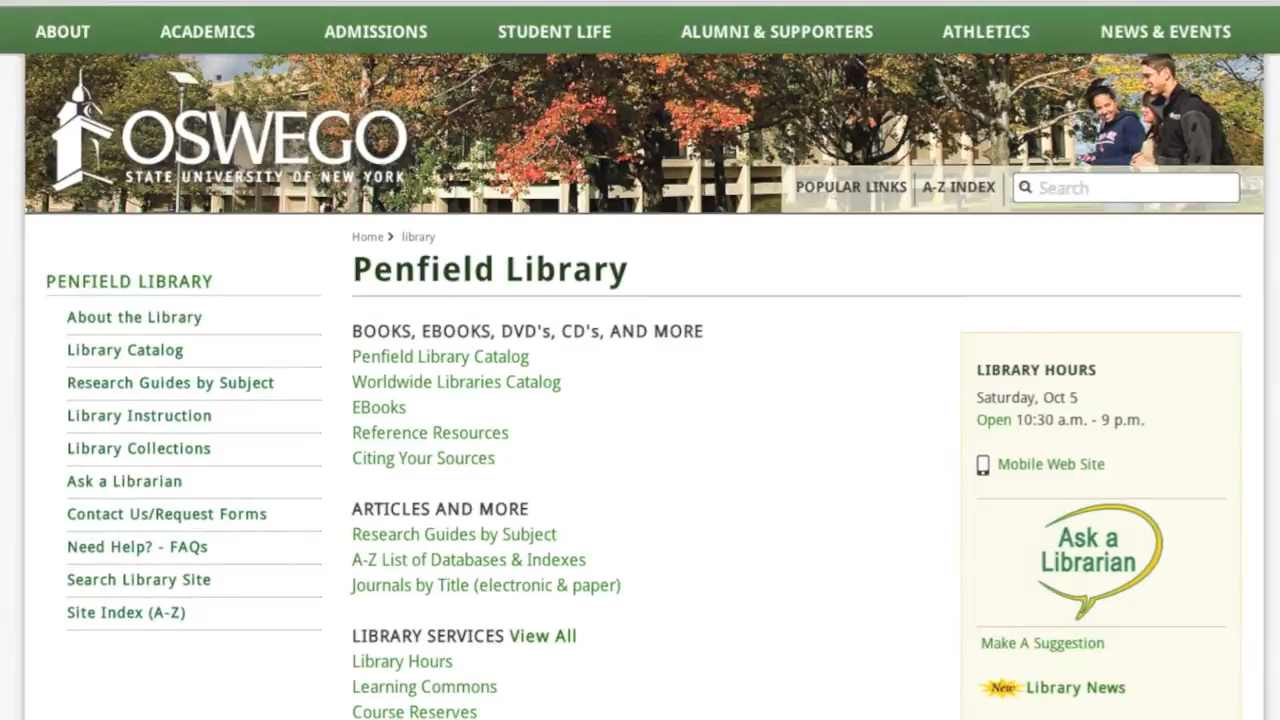 ABOUT ACADEMICS ADMISSIONS STUDENT LIFE ALUMNI & SUPPORTERS ATHLETICS NEWS & EVENTS
OSWEGO
STATE UNIVERSITY OF NEW YORK
POPULAR LINKS A-Z INDEX Search
Home library
Penfield Library
PENFIELD LIBRARY
About the Library
Library Catalog
Research Guides by Subject
Library Instruction
Library Collections
Ask a Librarian
Contact Us/Request Forms
Need Help? - FAQs
Search Library Site
Site Index (A-Z)
BOOKS, EBOOKS, DVD's, CD's, AND MORE
Penfield Library Catalog
Worldwide Libraries Catalog
EBooks
Reference Resources
Citing Your Sources
ARTICLES AND MORE
Research Guides by Subject
A-Z List of Databases & Indexes
Journals by Title (electronic & paper)
LIBRARY SERVICES View All
Library Hours
Learning Commons
Course Reserves
LIBRARY HOURS
Saturday, Oct 5
Open 10:30 a.m. - 9 p.m.
Mobile Web Site
Ask a
Librarian
Make A Suggestion
New Library News